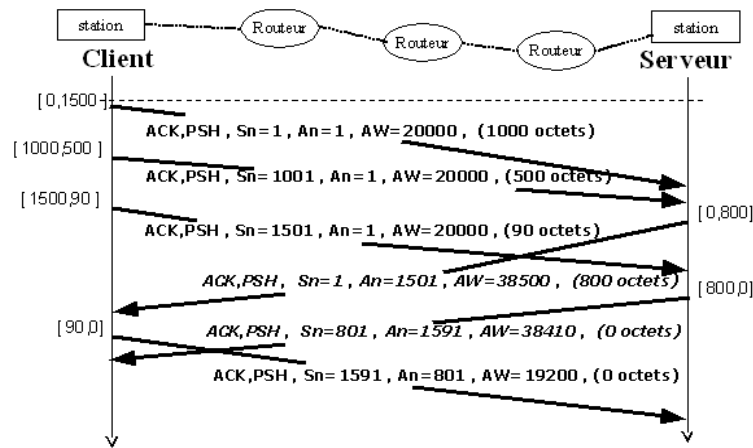 station
Routeur
Routeur
Routeur
station
Client
Serveur
[ 0,1500 ]
ACK,PSH , Sn=1 , An=1 , AW=20000 , (1000 octets)
[ 1000,500 ]
ACK,PSH , Sn=1001 , An=1 , AW=20000 , (500 octets)
[ 1500,90 ]
[ 0,800]
ACK,PSH , Sn=1501 , An=1 , AW=20000 , (90 octets)
ACK,PSH, Sn=1, An=1501 , AW=38500, (800 octets)
[ 800,0 ]
[ 90,0 ]
ACK,PSH , Sn=801 , An=1591 , AW=38410, (0 octets)
ACK,PSH , Sn=1591 , An=801 , AW=19200, (0 octets)